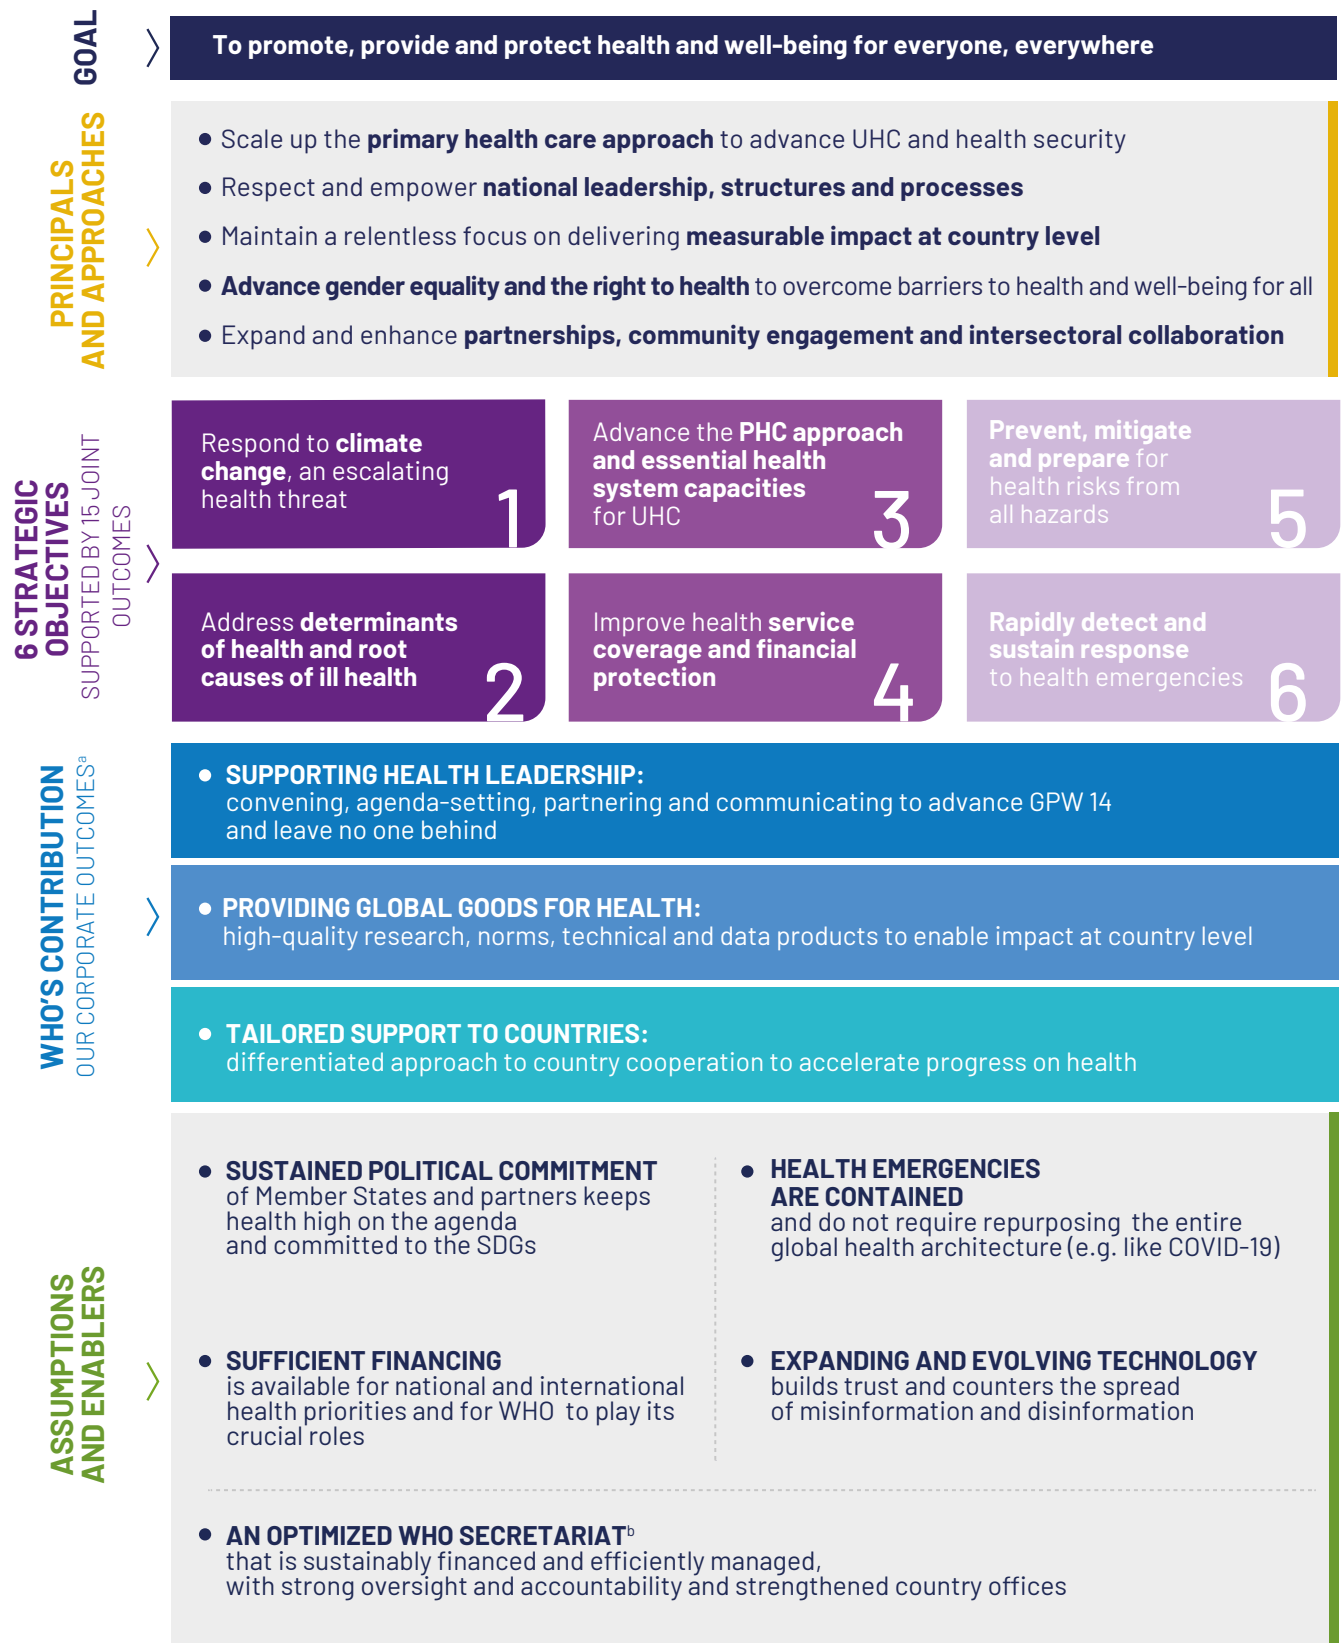 GOAL
To promote, provide and protect health and well-being for everyone, everywhere
PRINCIPALS
AND APPROACHES
● Scale up the primary health care approach to advance UHC and health security
● Respect and empower national leadership, structures and processes
● Maintain a relentless focus on delivering measurable impact at country level
● Advance gender equality and the right to health to overcome barriers to health and well-being for all
● Expand and enhance partnerships, community engagement and intersectoral collaboration
6 STRATEGIC
OBJECTIVES
SUPPORTED BY 15 JOINT
OUTCOMES
Respond to climate
change, an escalating
health threat
1
Address determinants
of health and root
causes of ill health
2
Advance the PHC approach
and essential health
system capacities
for UHC
3
Improve health service
coverage and financial
protection
4
Prevent, mitigate
and prepare for
health risks from
all hazards
5
Rapidly detect and
sustain response
to health emergencies
6
WHO'S CONTRIBUTION
OUR CORPORATE OUTCOMESᵃ
● SUPPORTING HEALTH LEADERSHIP:
convening, agenda-setting, partnering and communicating to advance GPW 14
and leave no one behind
● PROVIDING GLOBAL GOODS FOR HEALTH:
high-quality research, norms, technical and data products to enable impact at country level
● TAILORED SUPPORT TO COUNTRIES:
differentiated approach to country cooperation to accelerate progress on health
ASSUMPTIONS
AND ENABLERS
● SUSTAINED POLITICAL COMMITMENT
of Member States and partners keeps
health high on the agenda
and committed to the SDGs
● HEALTH EMERGENCIES
ARE CONTAINED
and do not require repurposing the entire
global health architecture (e.g. like COVID-19)
● SUFFICIENT FINANCING
is available for national and international
health priorities and for WHO to play its
crucial roles
● EXPANDING AND EVOLVING TECHNOLOGY
builds trust and counters the spread
of misinformation and disinformation
● AN OPTIMIZED WHO SECRETARIATᵇ
that is sustainably financed and efficiently managed,
with strong oversight and accountability and strengthened country offices